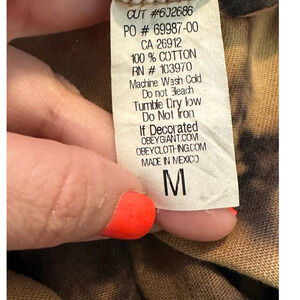 CUT #6J2686
PO # 69987-00
CA 26912
100 % COTTON
RN # 103970
Machine Wash Cold
Do not Bleach
Tumble Dry low
Do Not Iron
If Decorated
OBEYGIANT.COM
OBEYCLOTHING.COM
MADE IN MEXICO
M